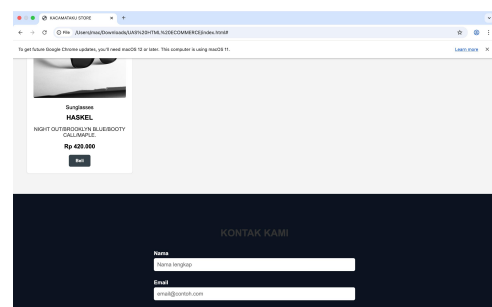 KACAMATAKU STORE
File /Users/mac/Downloads/UAS%20HTML%20ECOMMERCE/index.html#
To get future Google Chrome updates, you'll need macOS 12 or later. This computer is using macOS 11.
Learn more
Sunglasses
HASKEL
NIGHT OUT/BROOKLYN BLUE/BOOTY
CALL/MAPLE.
Rp 420.000
Beli
KONTAK KAMI
Nama
Nama lengkap
Email
email@contoh.com